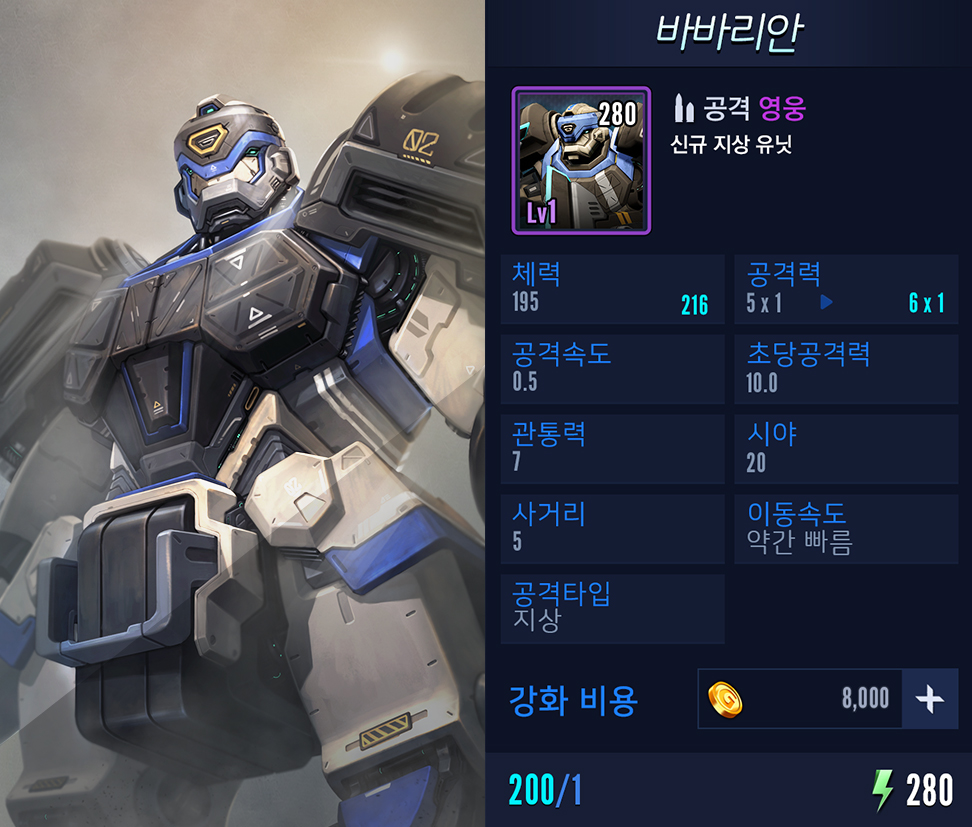 바바리안
280
Lv1
공격 영웅
신규 지상 유닛
체력
195 216
공격력
5 x 1 6 x 1
공격속도
0.5
초당공격력
10.0
관통력
7
시야
20
사거리
5
이동속도
약간 빠름
공격타입
지상
강화 비용 8,000 +
200/1 280
02
02